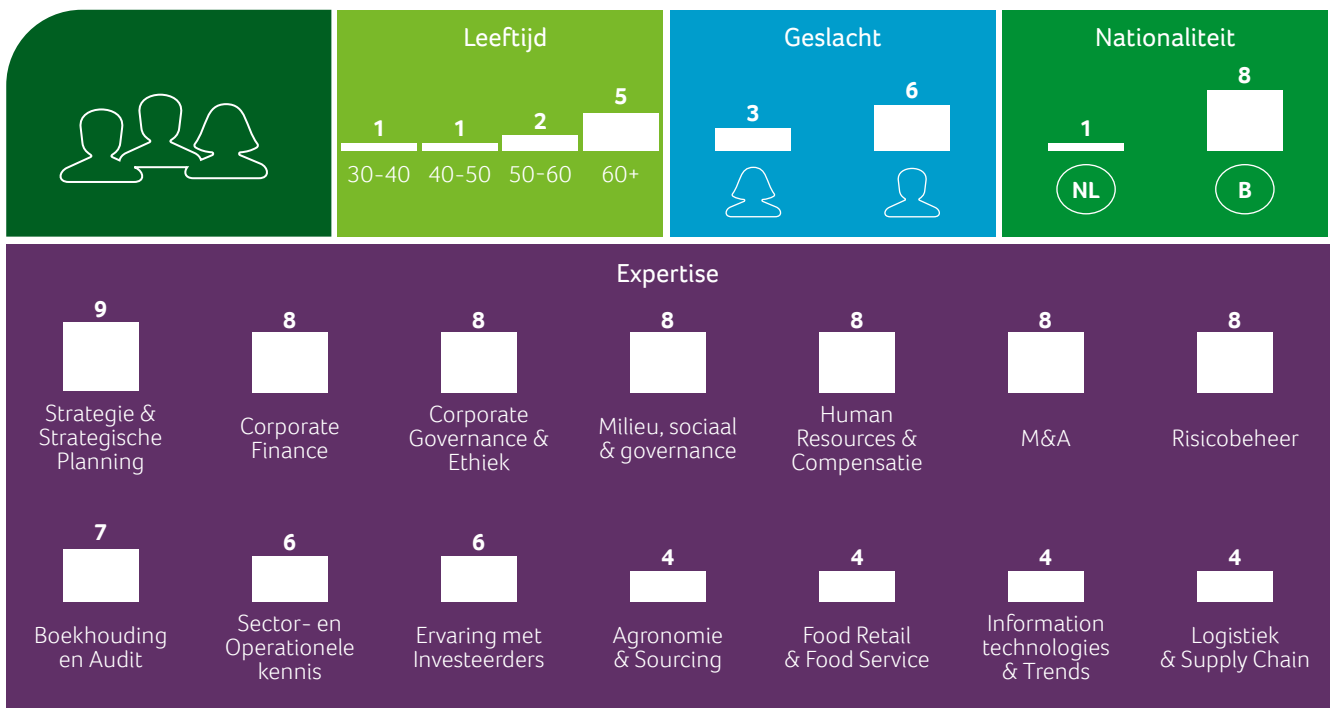 Leeftijd
1 1 2 5
30-40 40-50 50-60 60+
Geslacht
3 6
Nationaliteit
1 8
NL B
Expertise
9
Strategie &
Strategische
Planning
8
Corporate
Finance
8
Corporate
Governance &
Ethiek
8
Milieu, sociaal
& governance
8
Human
Resources &
Compensatie
8
M&A
8
Risicobeheer
7
Boekhouding
en Audit
6
Sector- en
Operationele
kennis
6
Ervaring met
Investeerders
4
Agronomie
& Sourcing
4
Food Retail
& Food Service
4
Information
technologies
& Trends
4
Logistiek
& Supply Chain